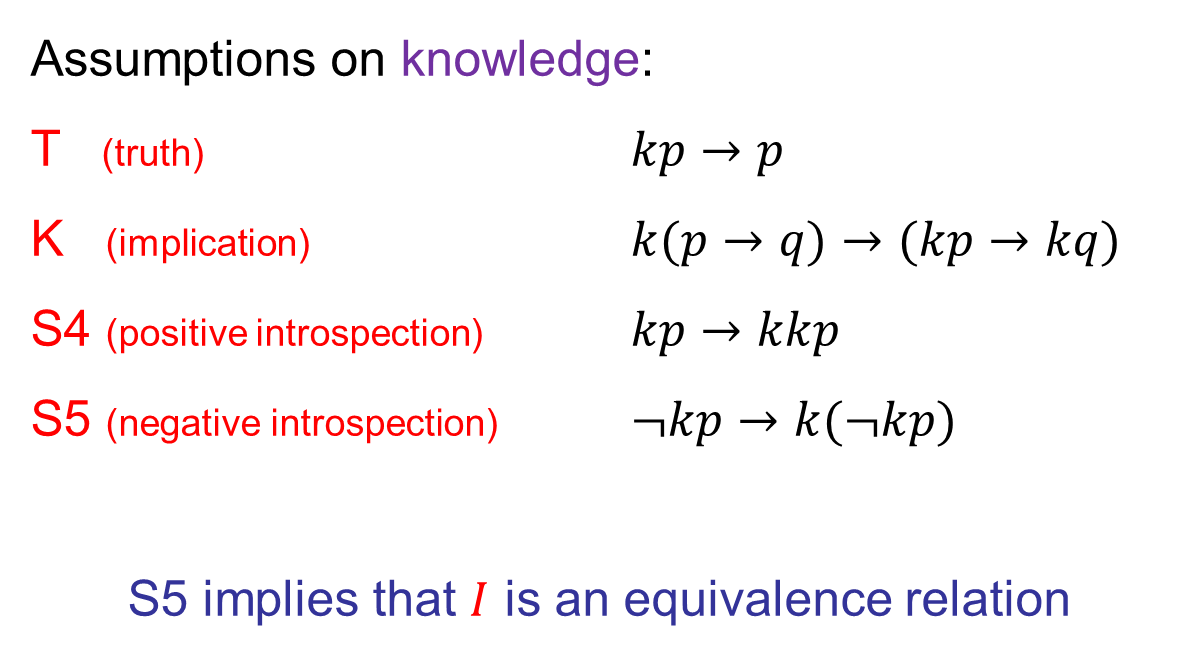 Assumptions on knowledge:
T (truth) kp → p
K (implication) k(p → q) → (kp → kq)
S4 (positive introspection) kp → kkp
S5 (negative introspection) ¬kp → k(¬kp)
S5 implies that I is an equivalence relation